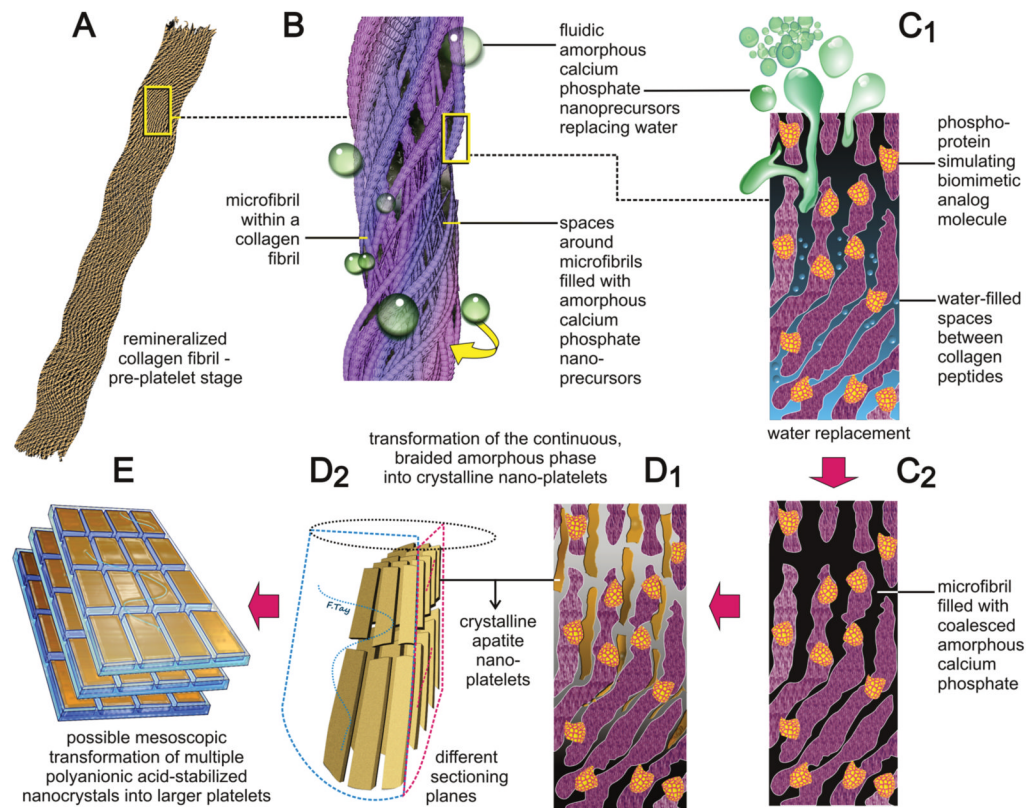 A
B
C1
fluidic
amorphous
calcium
phosphate
nanoprecursors
replacing water
phospho-
protein
simulating
biomimetic
analog
molecule
microfibril
within a
collagen
fibril
spaces
around
microfibrils
filled with
amorphous
calcium
phosphate
nano-
precursors
water-filled
spaces
between
collagen
peptides
remineralized
collagen fibril -
pre-platelet stage
water replacement
transformation of the continuous,
braided amorphous phase
into crystalline nano-platelets
E
D2
D1
C2
F.Tay
crystalline
apatite
nano-
platelets
microfibril
filled with
coalesced
amorphous
calcium
phosphate
possible mesoscopic
transformation of multiple
polyanionic acid-stabilized
nanocrystals into larger platelets
different
sectioning
planes